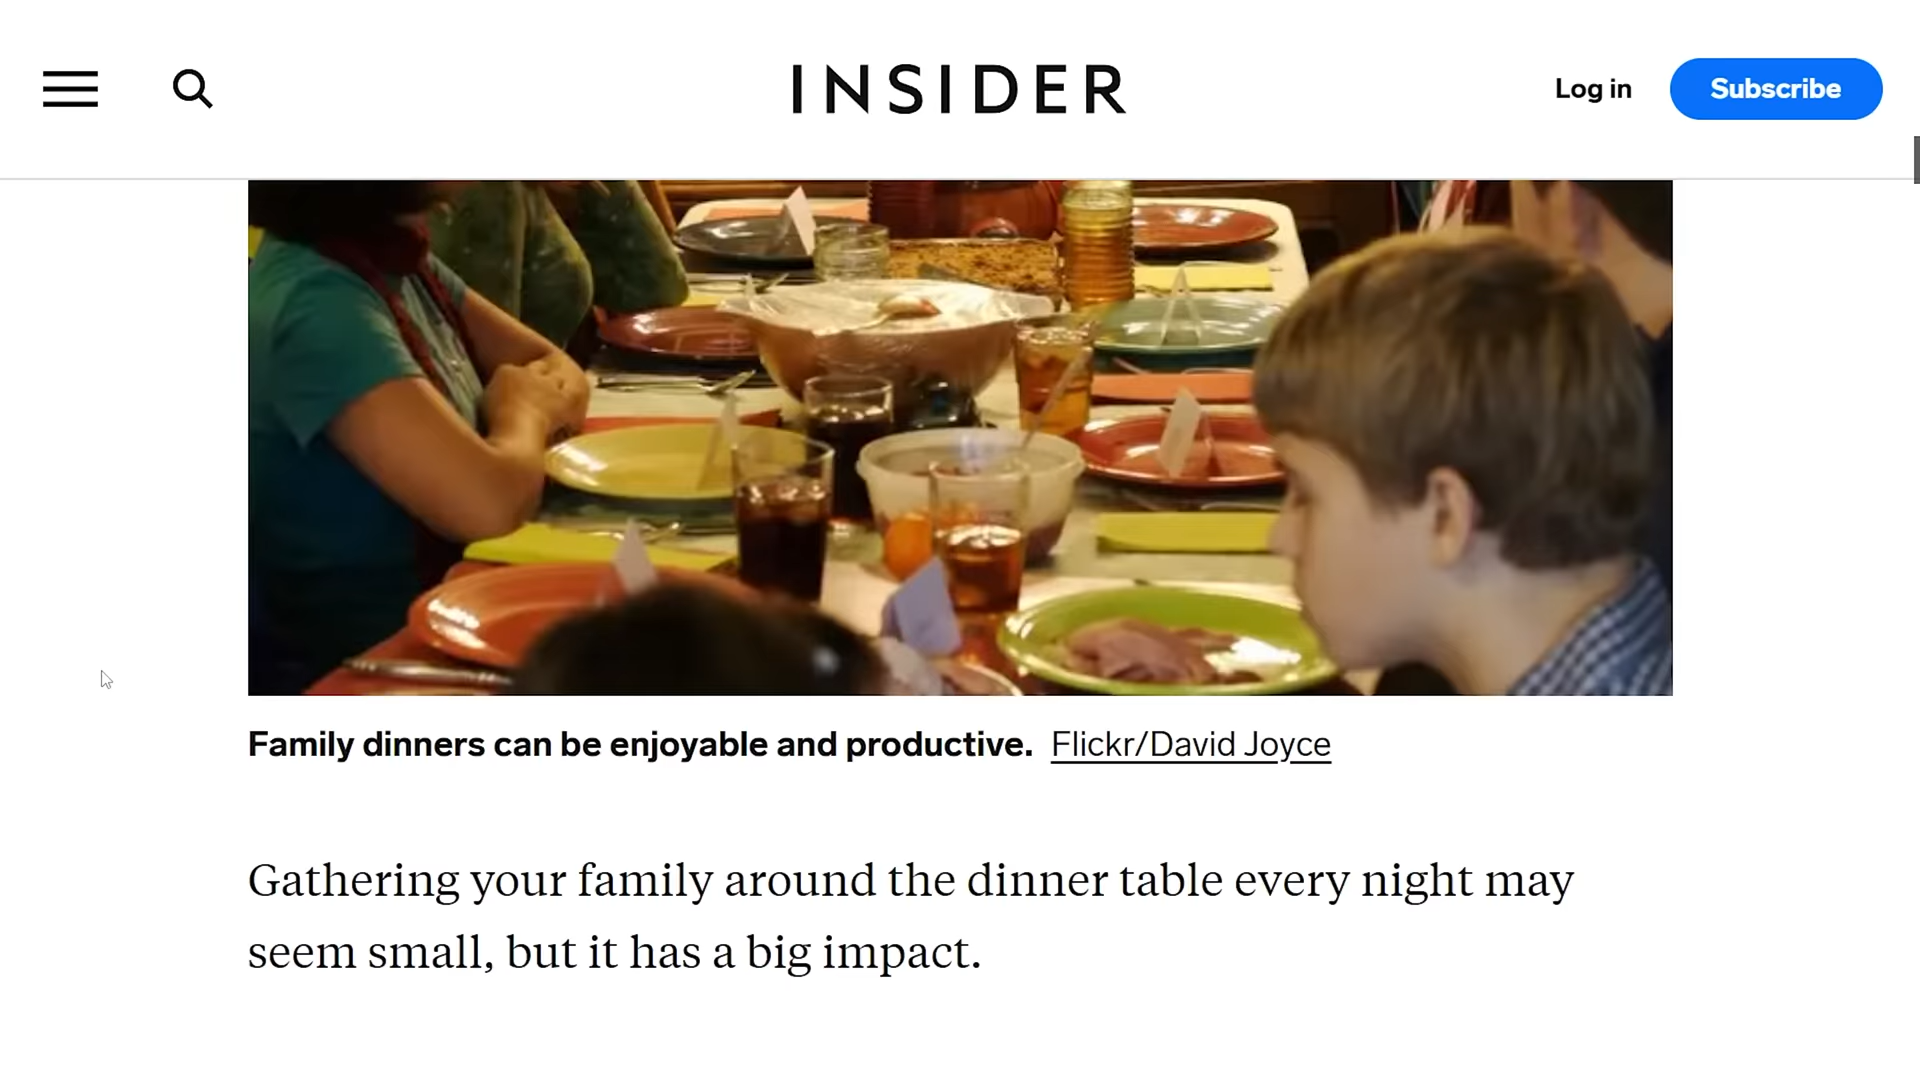 INSIDER
Log in
Subscribe
Family dinners can be enjoyable and productive. Flickr/David Joyce
Gathering your family around the dinner table every night may
seem small, but it has a big impact.